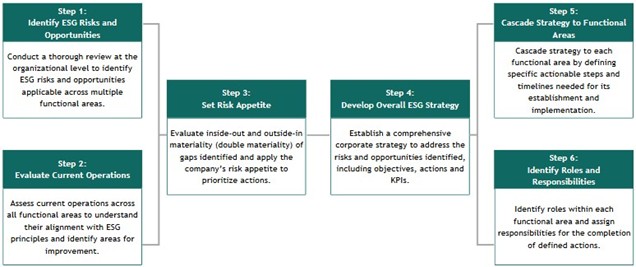 Step 1:
Identify ESG Risks and
Opportunities
Conduct a thorough review at the
organizational level to identify
ESG risks and opportunities
applicable across multiple
functional areas.
Step 2:
Evaluate Current Operations
Assess current operations across
all functional areas to understand
their alignment with ESG
principles and identify areas for
improvement.
Step 3:
Set Risk Appetite
Evaluate inside-out and outside-in
materiality (double materiality) of
gaps identified and apply the
company's risk appetite to
prioritize actions.
Step 4:
Develop Overall ESG Strategy
Establish a comprehensive
corporate strategy to address the
risks and opportunities identified,
including objectives, actions and
KPIs.
Step 5:
Cascade Strategy to Functional
Areas
Cascade strategy to each
functional area by defining
specific actionable steps and
timelines needed for its
establishment and
implementation.
Step 6:
Identify Roles and
Responsibilities
Identify roles within each
functional area and assign
responsibilities for the completion
of defined actions.